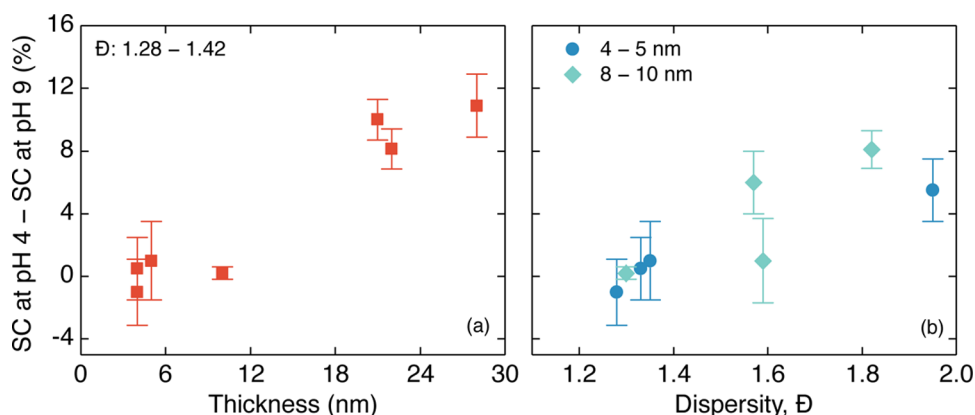 SC at pH 4 – SC at pH 9 (%)
16
12
8
4
0
-4
Đ: 1.28 – 1.42
(a)
0
6
12
18
24
30
Thickness (nm)
4 – 5 nm
8 – 10 nm
(b)
1.2
1.4
1.6
1.8
2.0
Dispersity, Đ